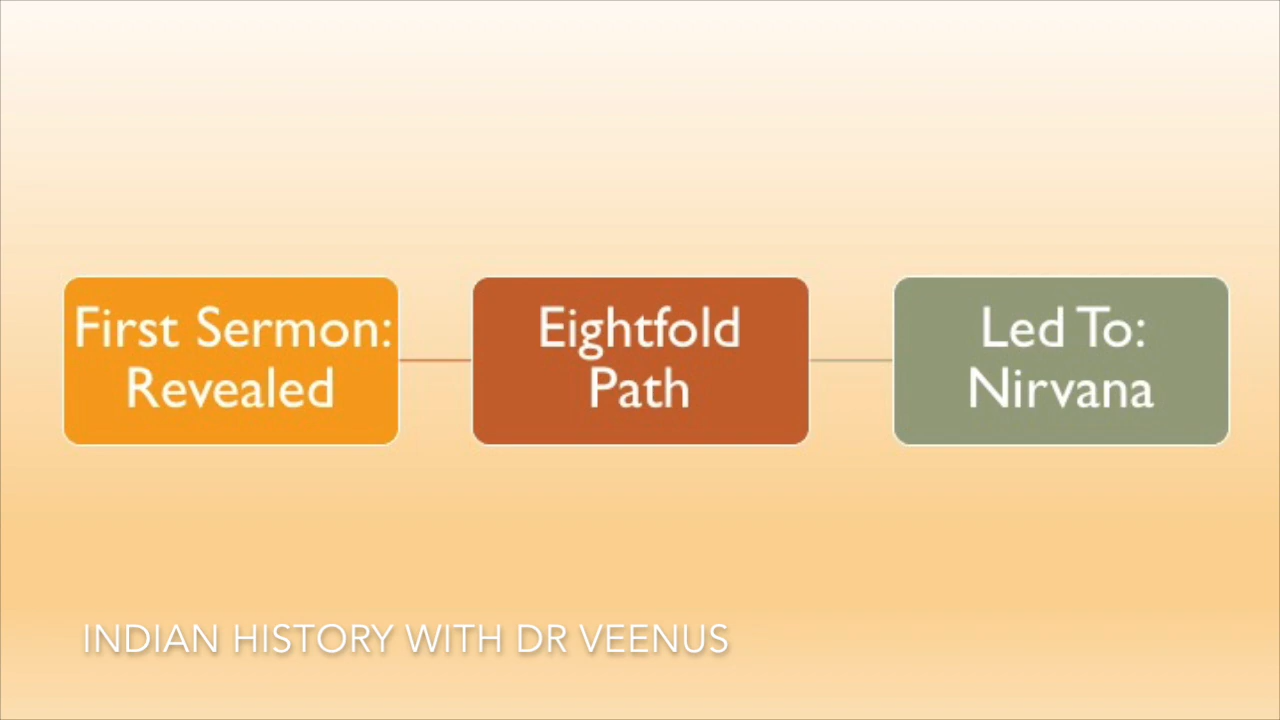 First Sermon:
Revealed
Eightfold
Path
Led To:
Nirvana
INDIAN HISTORY WITH DR VEENUS